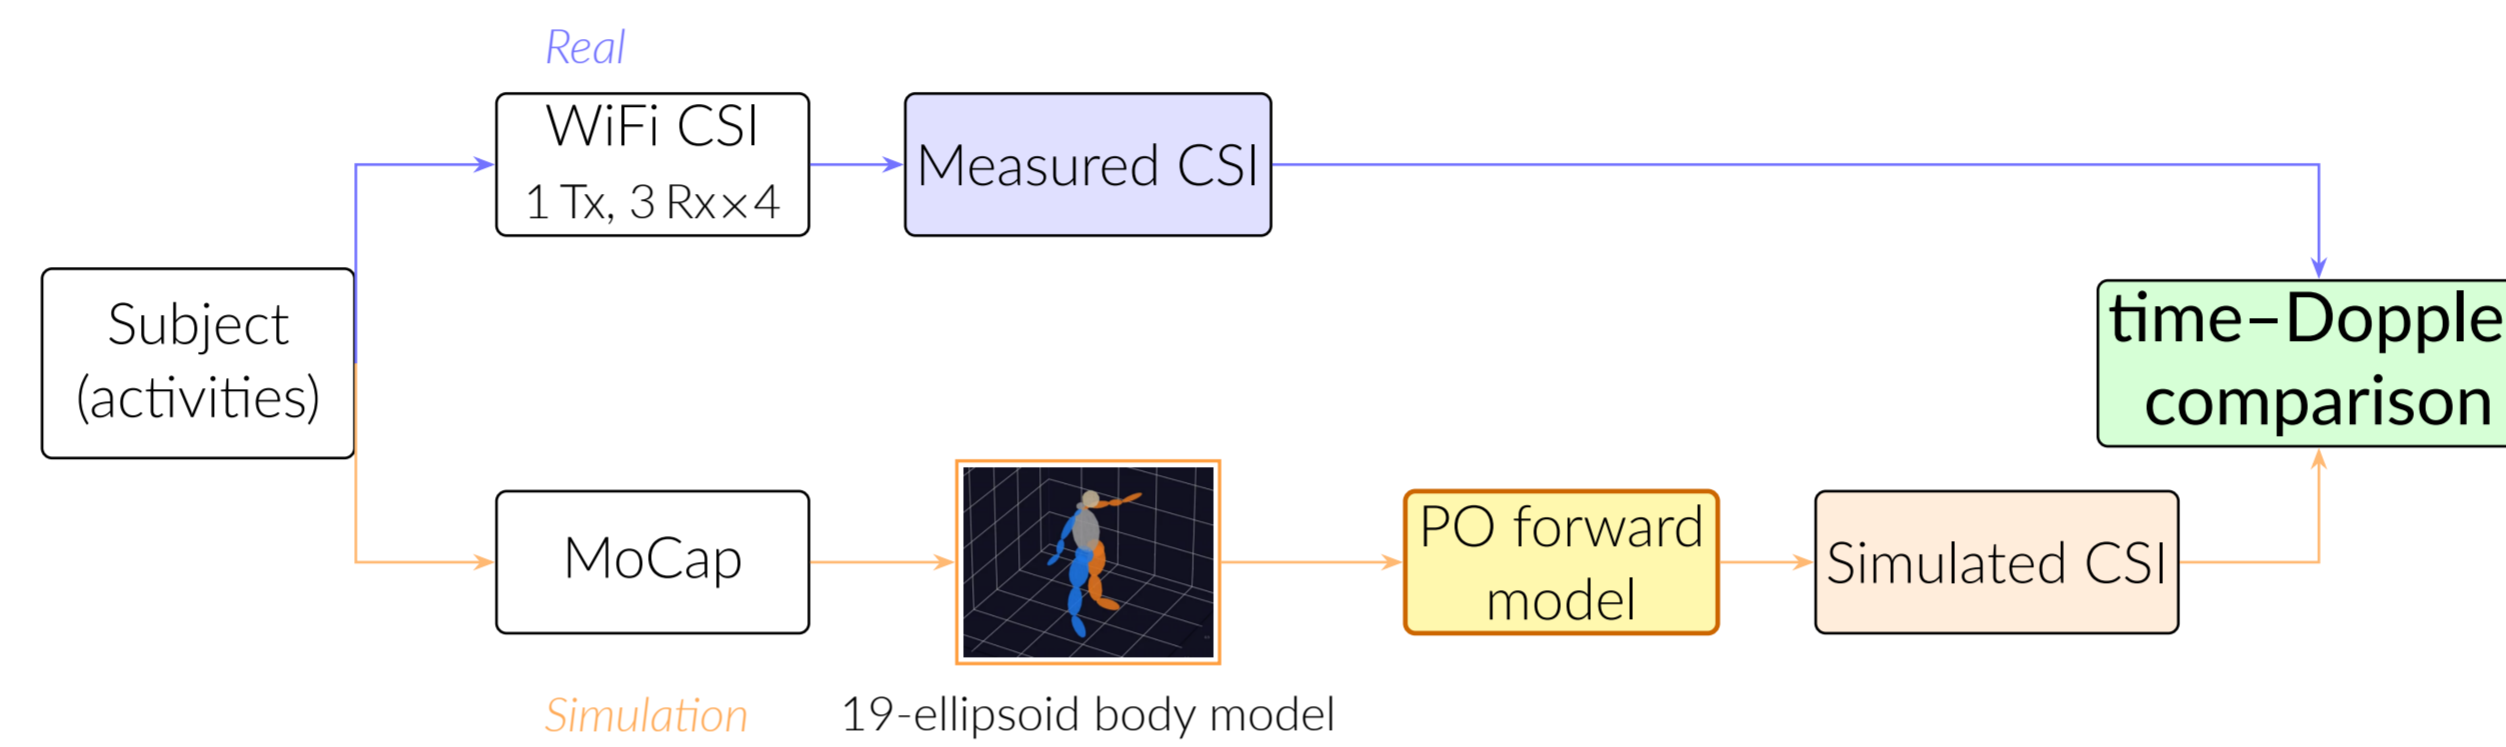 Real
WiFi CSI
1 Tx, 3 Rx×4
Measured CSI
Subject
(activities)
time–Dopple
comparison
MoCap
PO forward
model
Simulated CSI
Simulation
19-ellipsoid body model